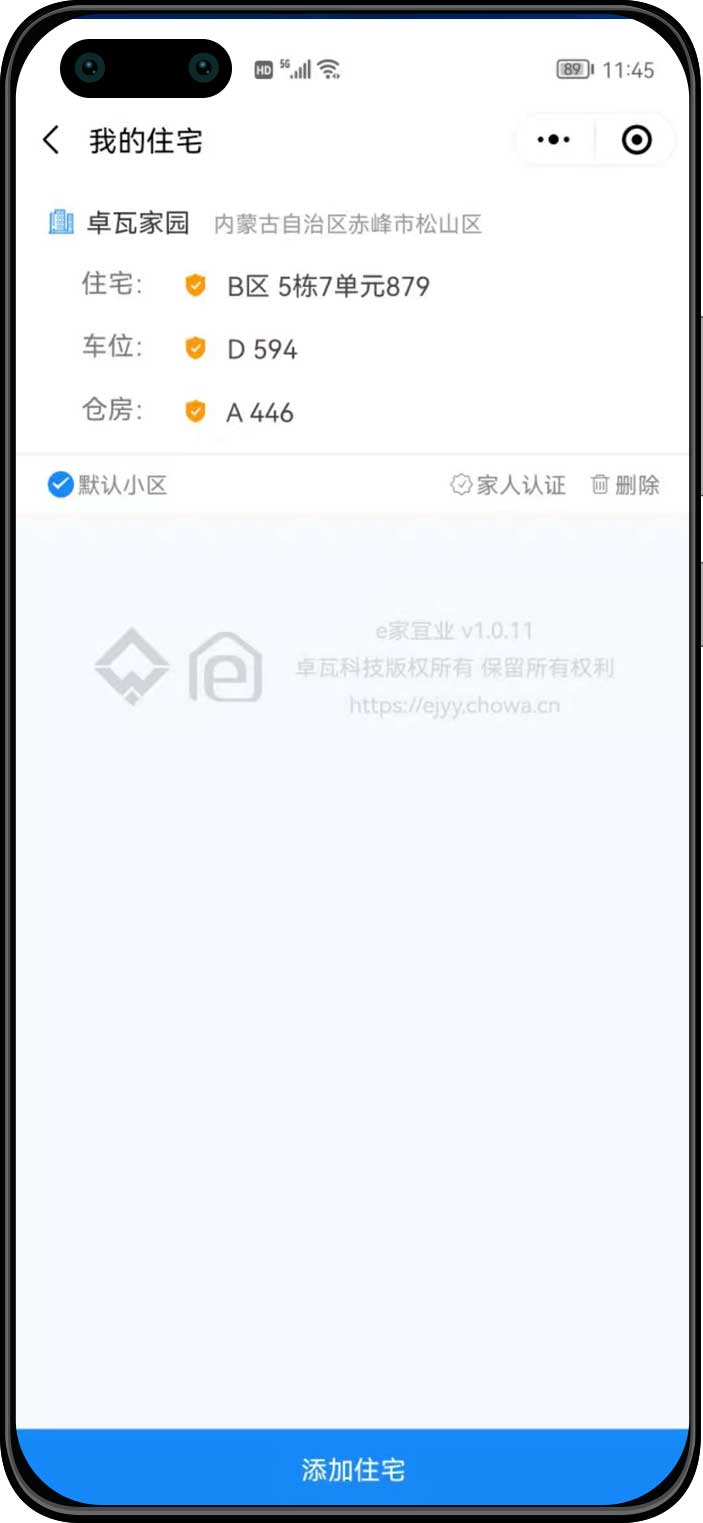 HD 5G 89 11:45
我的住宅
卓瓦家园 内蒙古自治区赤峰市松山区
住宅: B区 5栋7单元879
车位: D 594
仓房: A 446
默认小区 家人认证 删除
e家宜业 v1.0.11
卓瓦科技版权所有 保留所有权利
https://ejyy.chowa.cn
添加住宅